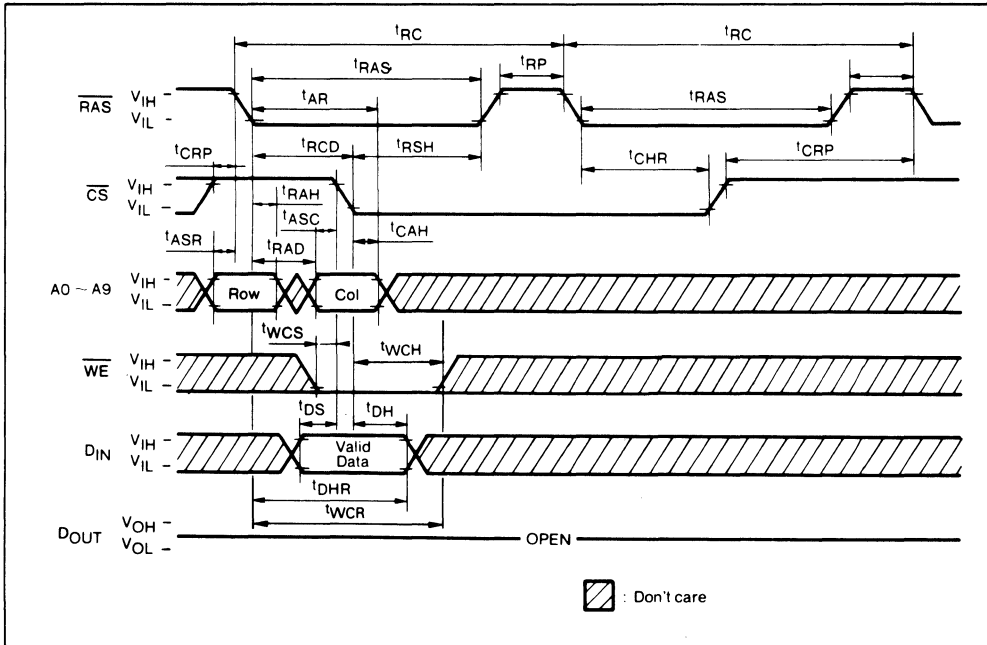 tRC tRC
tRAS tRP
tAR tRAS
RAS VIH
VIL
tRCD tRSH tCHR tCRP
tCRP
CS VIH
VIL
tRAH
tASC
tCAH
tASR tRAD
A0 ~ A9 VIH
VIL
Row Col
tWCS tWCH
WE VIH
VIL
tDS tDH
DIN VIH
VIL
Valid
Data
tDHR
tWCR
DOUT VOH
VOL
OPEN
: Don't care